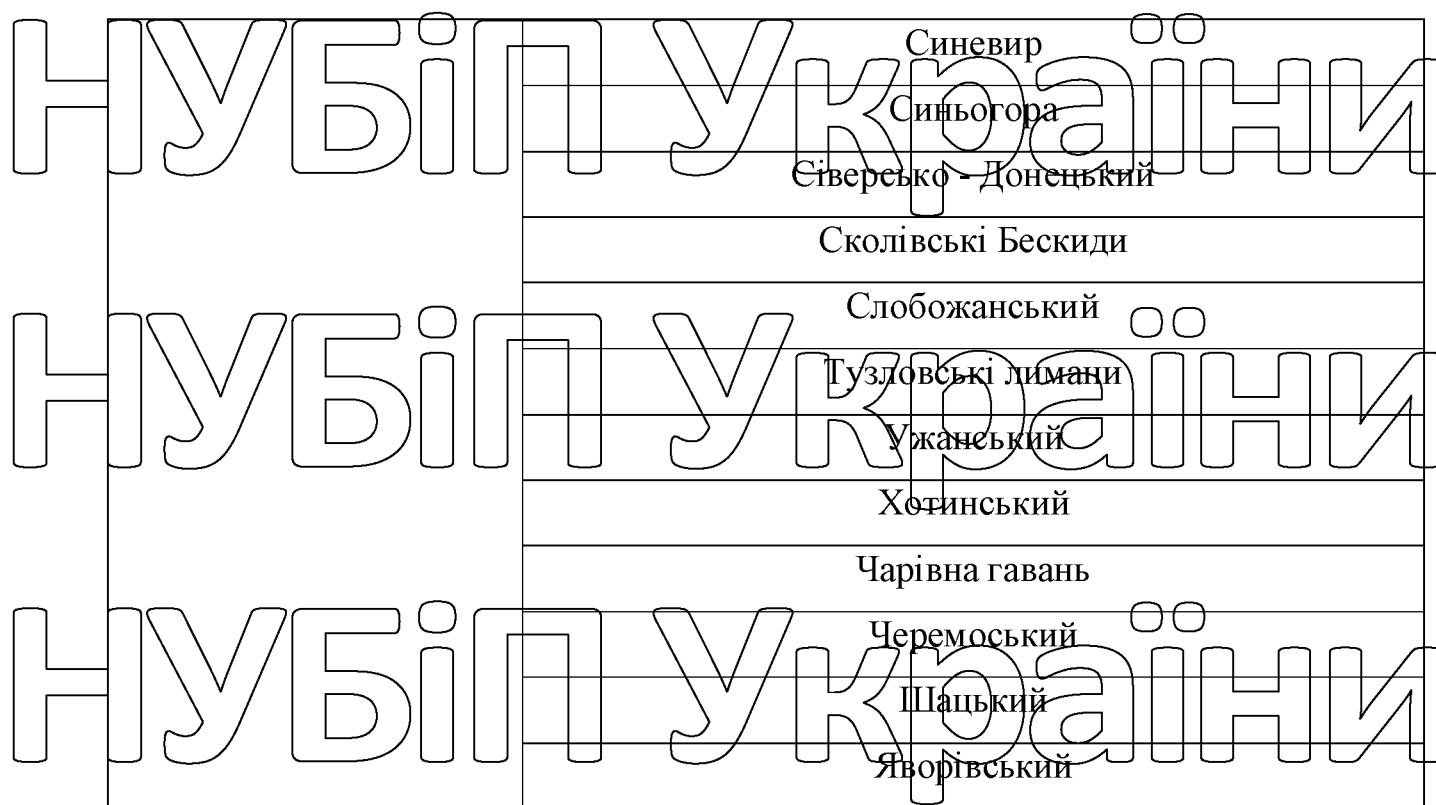 НУБіП України
Синевир
Синьогора
Сіверсько - Донецький
Сколівські Бескиди
НУБіП України
Слобожанський
Тузловські лимани
Ужанський
Хотинський
Чарівна гавань
НУБіП України
Черемоський
Шацький
Яворівський